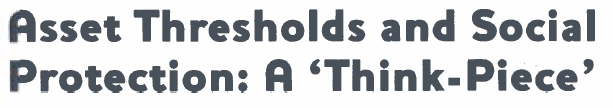 Asset Thresholds and Social
Protection: A ‘Think-Piece’